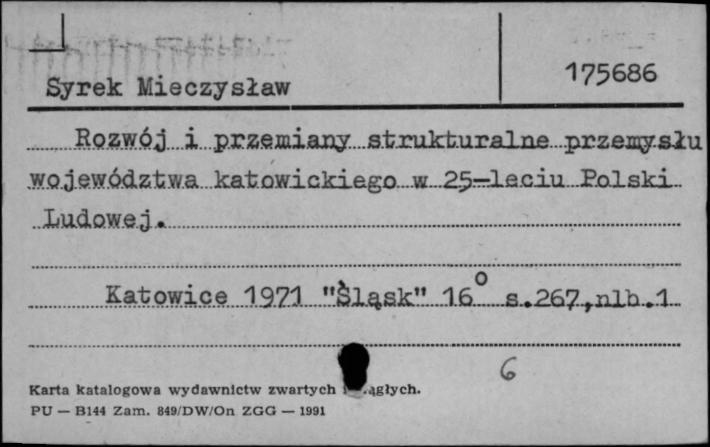 Syrek Mieczysław
175686
Rozwój i przemiany strukturalne przemysłu
województwa katowickiego w 25-leciu Polski
Ludowej.
Katowice 1971 "Śląsk" 16° s.267,nlb.1
6
Karta katalogowa wydawnictw zwartych
PU — B144 Zam. 849/DW/On ZGG — 1991